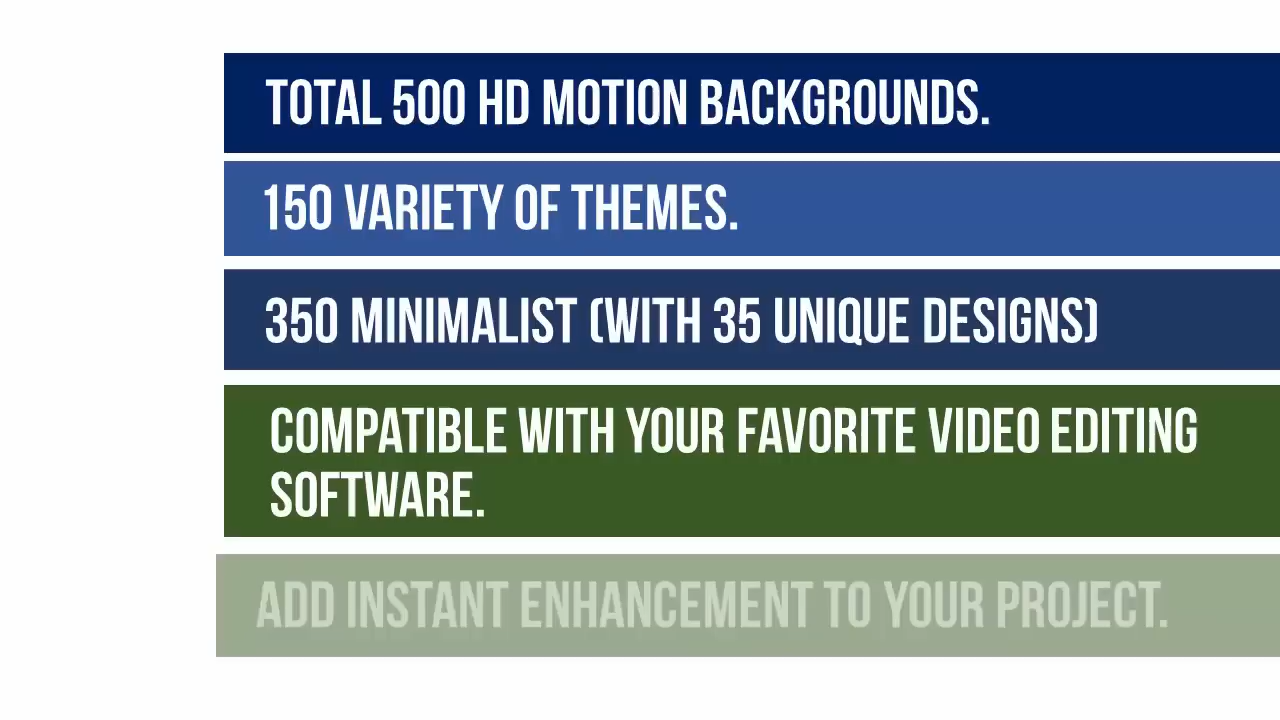 TOTAL 500 HD MOTION BACKGROUNDS.
150 VARIETY OF THEMES.
350 MINIMALIST (WITH 35 UNIQUE DESIGNS)
COMPATIBLE WITH YOUR FAVORITE VIDEO EDITING
SOFTWARE.
ADD INSTANT ENHANCEMENT TO YOUR PROJECT.